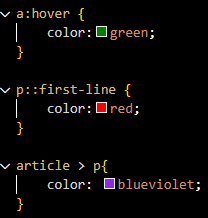 a:hover {
    color: green;
}
p::first-line {
    color: red;
}
article > p{
    color: blueviolet;
}